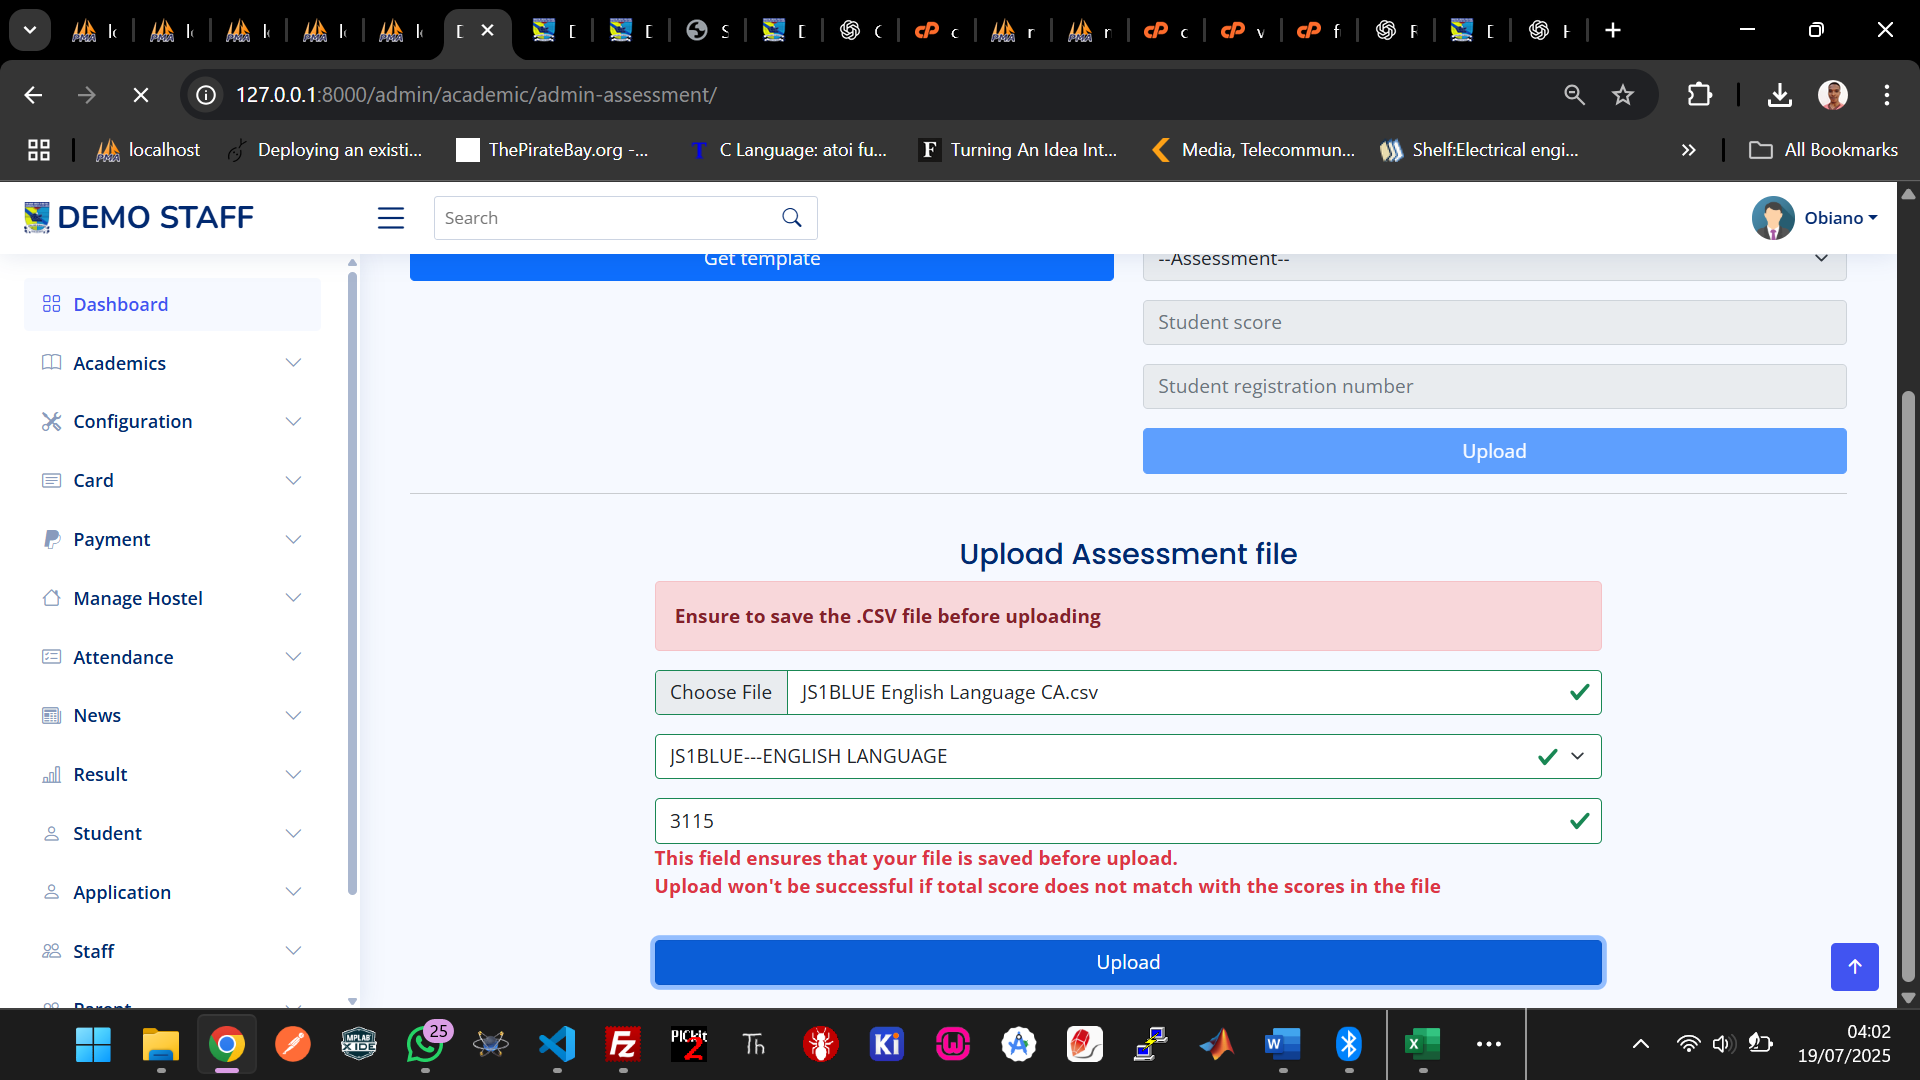 127.0.0.1:8000/admin/academic/admin-assessment/
localhost
Deploying an existi...
ThePirateBay.org -...
C Language: atoi fu...
Turning An Idea Int...
Media, Telecommun...
Shelf:Electrical engi...
All Bookmarks
DEMO STAFF
Search
Obiano
Dashboard
Academics
Configuration
Card
Payment
Manage Hostel
Attendance
News
Result
Student
Application
Staff
Parent
Get template
--Assessment--
Student score
Student registration number
Upload
Upload Assessment file
Ensure to save the .CSV file before uploading
Choose File JS1BLUE English Language CA.csv
JS1BLUE---ENGLISH LANGUAGE
3115
This field ensures that your file is saved before upload.
Upload won't be successful if total score does not match with the scores in the file
Upload
25
04:02
19/07/2025